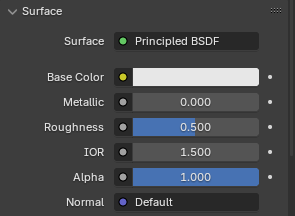 Surface
Surface Principled BSDF
Base Color
Metallic 0.000
Roughness 0.500
IOR 1.500
Alpha 1.000
Normal Default